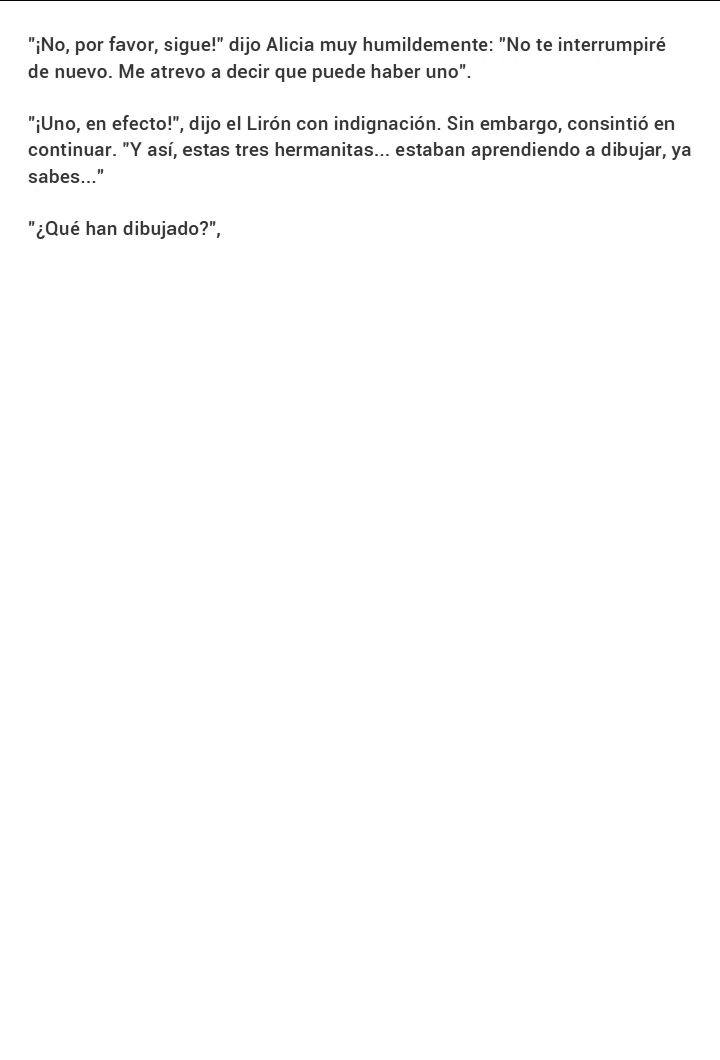 "¡No, por favor, sigue!" dijo Alicia muy humildemente: "No te interrumpiré
de nuevo. Me atrevo a decir que puede haber uno".
"¡Uno, en efecto!", dijo el Lirón con indignación. Sin embargo, consintió en
continuar. "Y así, estas tres hermanitas... estaban aprendiendo a dibujar, ya
sabes..."
"¿Qué han dibujado?",